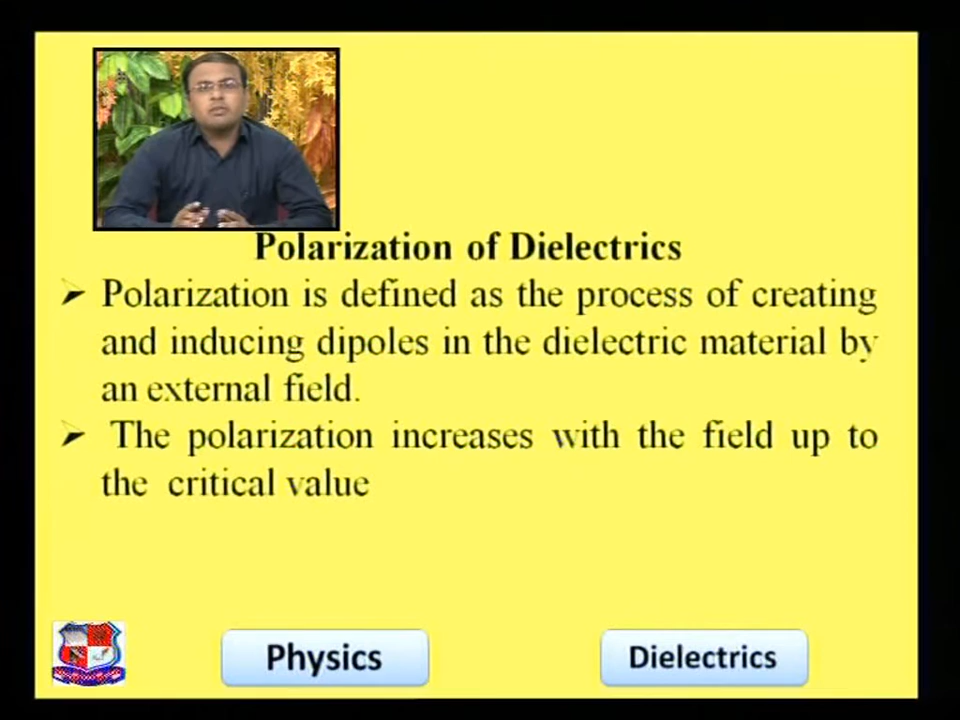 Polarization of Dielectrics
➢ Polarization is defined as the process of creating
and inducing dipoles in the dielectric material by
an external field.
➢ The polarization increases with the field up to
the critical value
Physics
Dielectrics